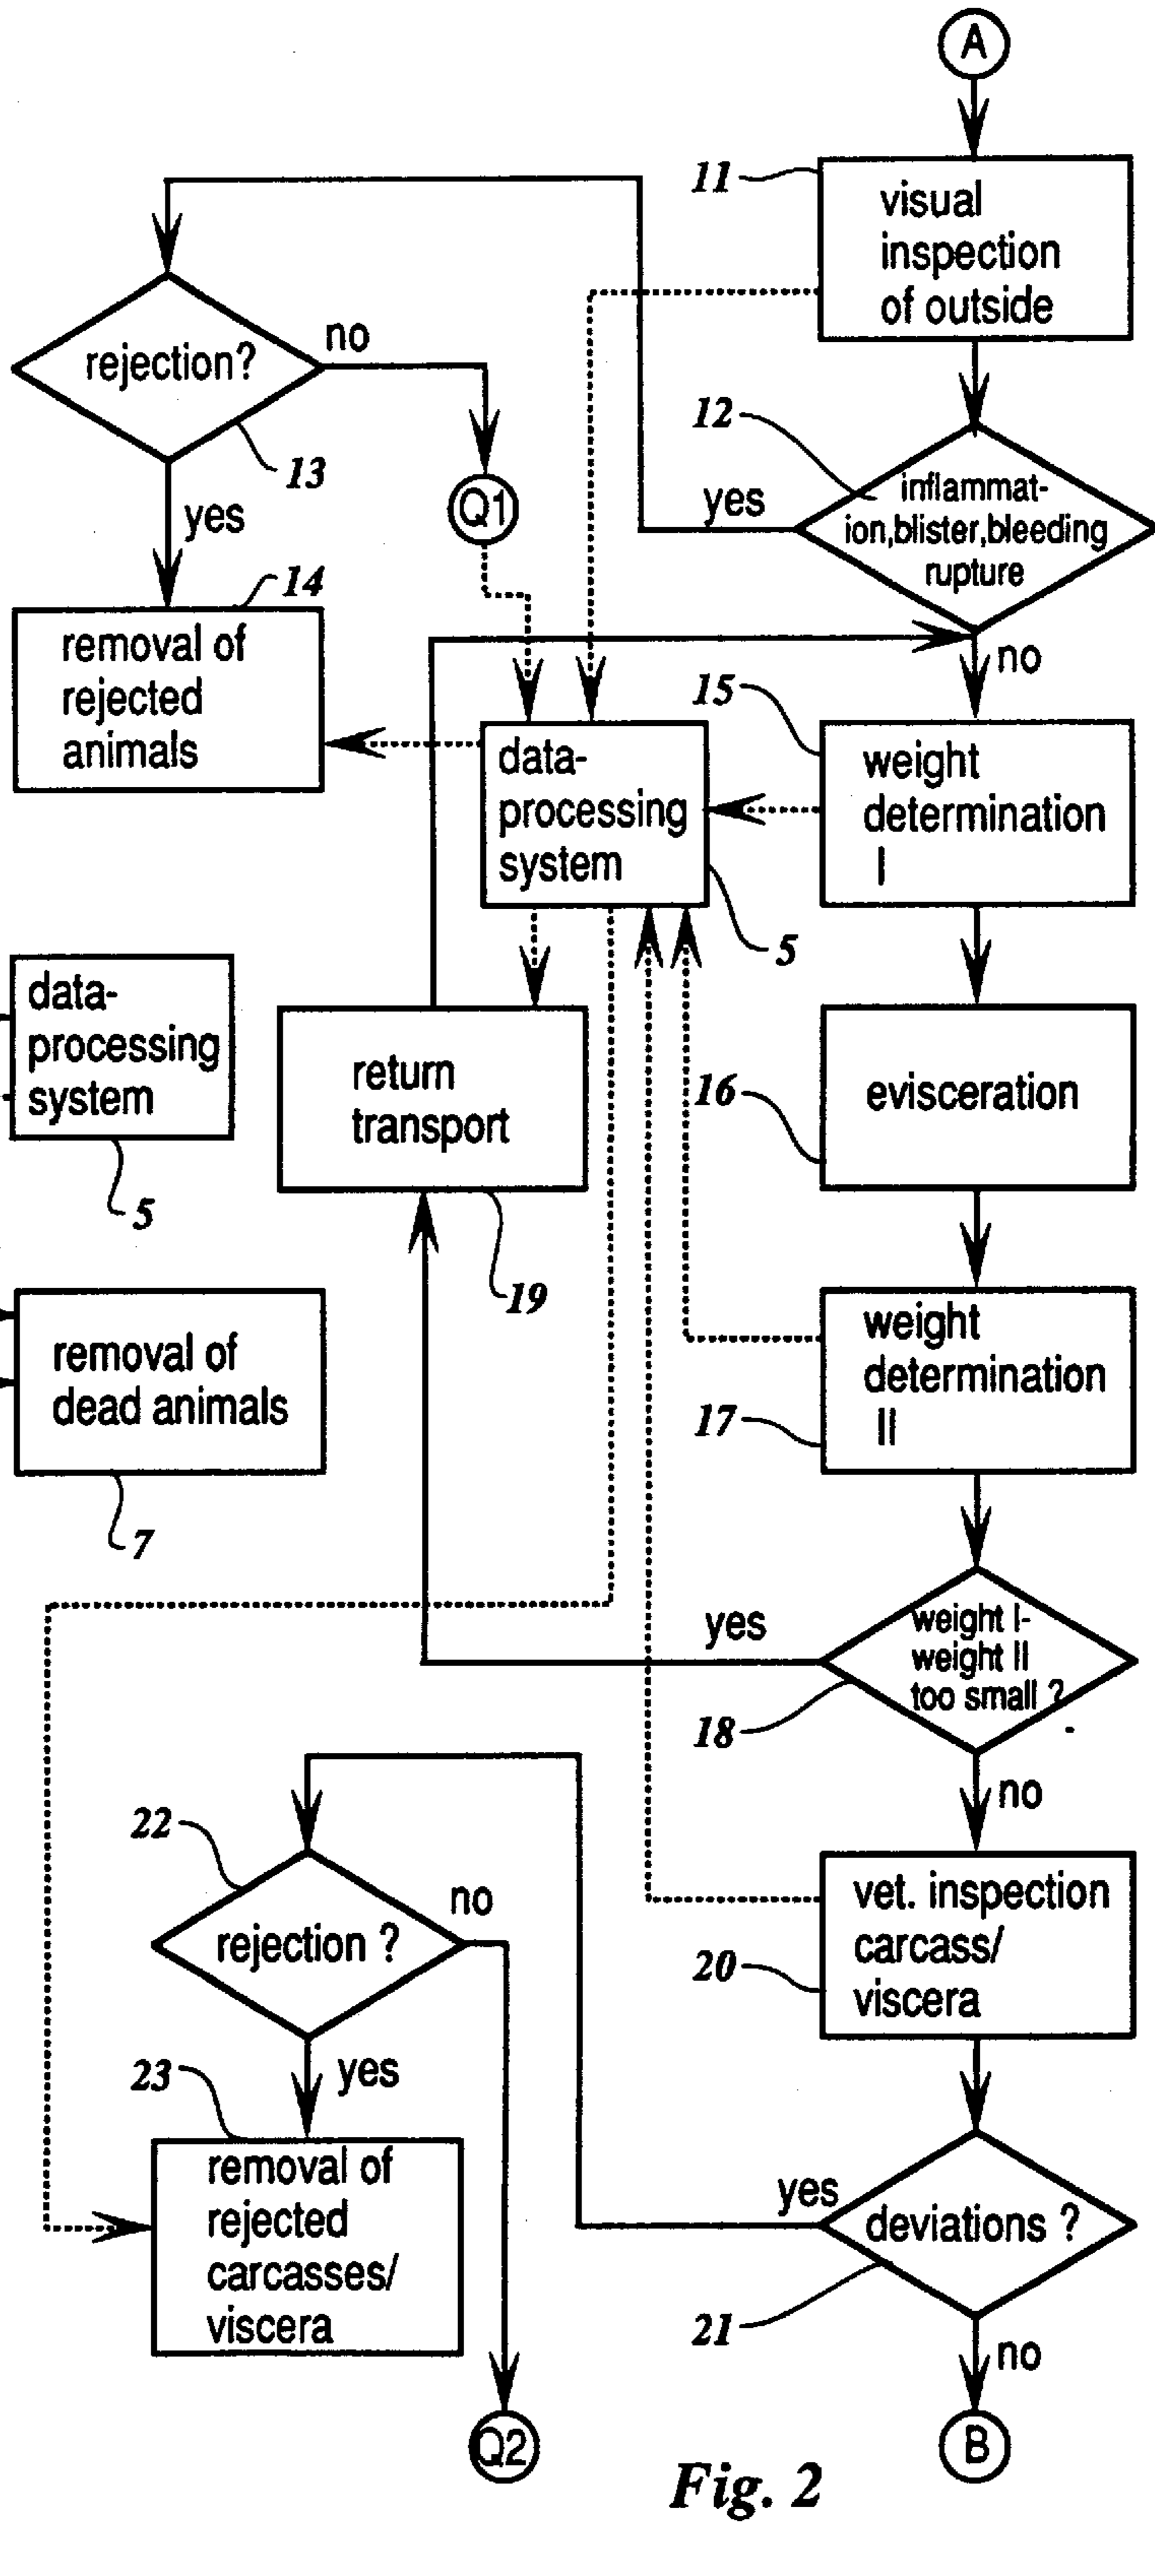 A
11
visual
inspection
of outside
rejection?
no
13
yes
Q1
12
yes
inflammat-
ion,blister,bleeding
rupture
no
14
removal of
rejected
animals
data-
processing
system
5
15
weight
determination
I
data-
processing
system
5
return
transport
19
16
evisceration
removal of
dead animals
7
17
weight
determination
II
yes
weight I-
weight II
too small ?
18
no
22
rejection ?
no
yes
23
removal of
rejected
carcasses/
viscera
20
vet. inspection
carcass/
viscera
yes
deviations ?
21
no
Q2
B
Fig. 2